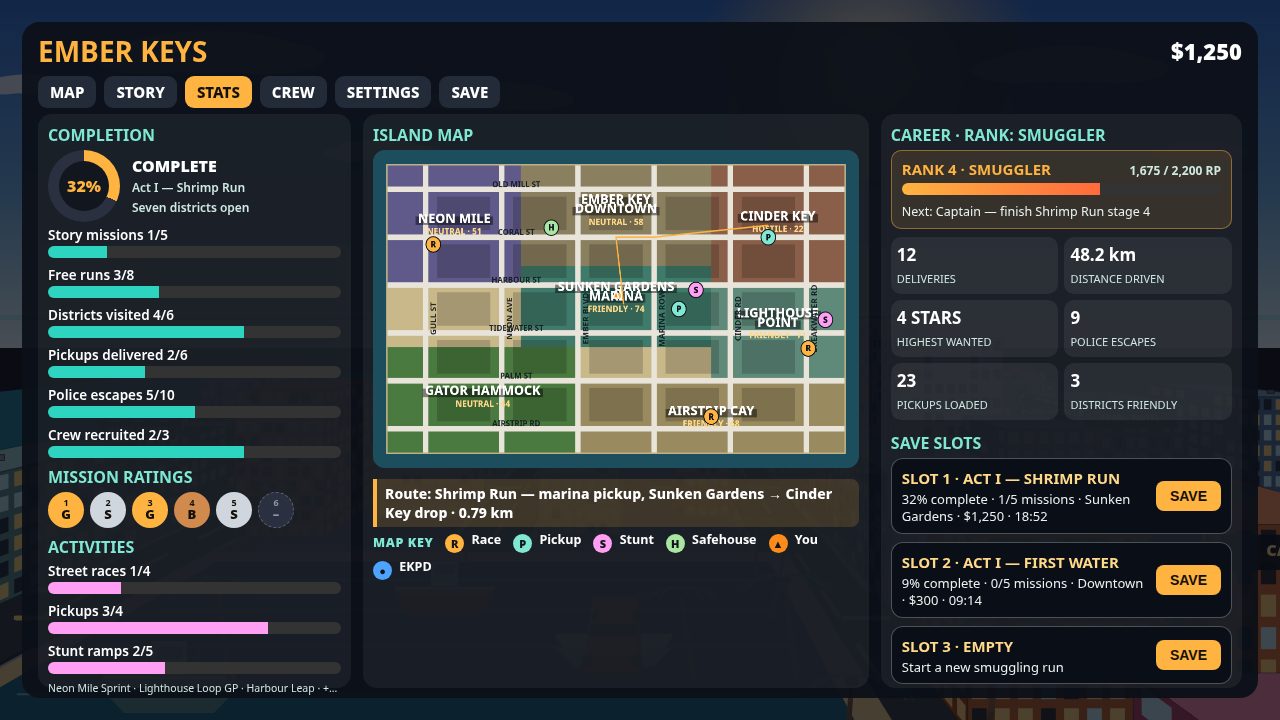 EMBER KEYS
$1,250
MAP
STORY
STATS
CREW
SETTINGS
SAVE
COMPLETION
32%
COMPLETE
Act I — Shrimp Run
Seven districts open
Story missions 1/5
Free runs 3/8
Districts visited 4/6
Pickups delivered 2/6
Police escapes 5/10
Crew recruited 2/3
MISSION RATINGS
1 G
2 S
3 G
4 B
5 S
6 –
ACTIVITIES
Street races 1/4
Pickups 3/4
Stunt ramps 2/5
Neon Mile Sprint · Lighthouse Loop GP · Harbour Leap · +...
ISLAND MAP
OLD MILL ST
EMBER KEY
DOWNTOWN
NEUTRAL · 58
NEON MILE
NEUTRAL · 51
CORAL ST
H
R
CINDER KEY
HOSTILE · 22
P
HARBOUR ST
SUNKEN GARDENS
MARINA
FRIENDLY · 74
S
P
GULL ST
NEON AVE
EMBER BLVD
MARINA ROW
CINDER RD
LIGHTHOUSE
POINT
S
R
TIDEWATER ST
PALM ST
GATOR HAMMOCK
AIRSTRIP CAY
R
AIRSTRIP RD
Route: Shrimp Run — marina pickup, Sunken Gardens → Cinder
Key drop · 0.79 km
MAP KEY
R Race
P Pickup
S Stunt
H Safehouse
▲ You
● EKPD
CAREER · RANK: SMUGGLER
RANK 4 · SMUGGLER
1,675 / 2,200 RP
Next: Captain — finish Shrimp Run stage 4
12
DELIVERIES
48.2 km
DISTANCE DRIVEN
4 STARS
HIGHEST WANTED
9
POLICE ESCAPES
23
PICKUPS LOADED
3
DISTRICTS FRIENDLY
SAVE SLOTS
SLOT 1 · ACT I — SHRIMP RUN
32% complete · 1/5 missions · Sunken
Gardens · $1,250 · 18:52
SAVE
SLOT 2 · ACT I — FIRST WATER
9% complete · 0/5 missions · Downtown
· $300 · 09:14
SAVE
SLOT 3 · EMPTY
Start a new smuggling run
SAVE